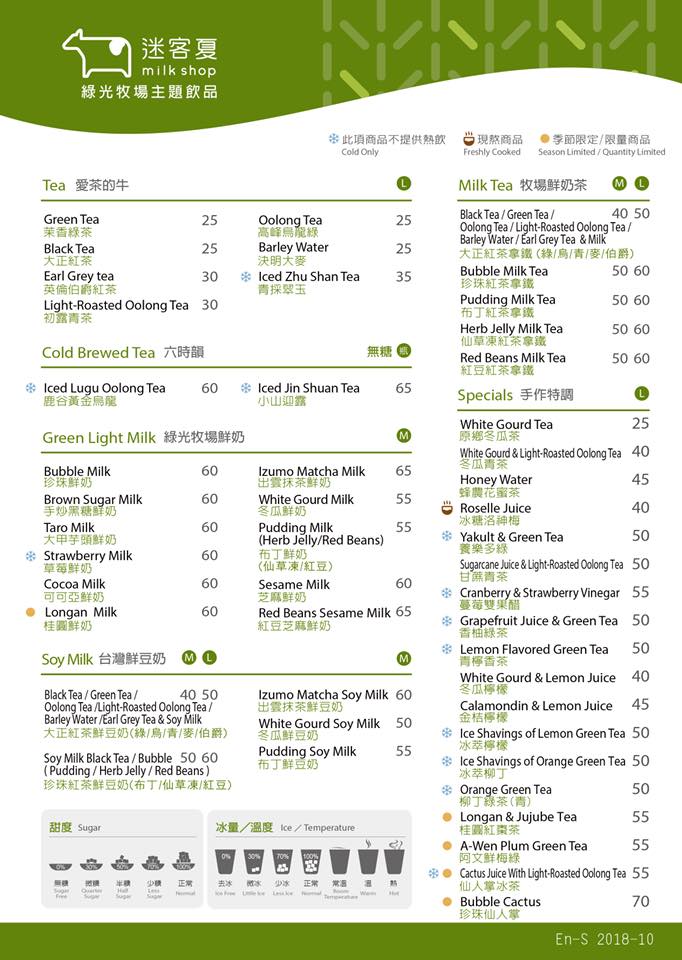 迷客夏
milk shop
綠光牧場主題飲品
此項商品不提供熱飲
Cold Only
現熬商品
Freshly Cooked
季節限定/限量商品
Season Limited / Quantity Limited
Tea 愛茶的牛 L
Green Tea 25
茉香綠茶
Black Tea 25
大正紅茶
Earl Grey tea 30
英倫伯爵紅茶
Light-Roasted Oolong Tea 30
初露青茶
Oolong Tea 25
高峰烏龍綠
Barley Water 25
決明大麥
Iced Zhu Shan Tea 35
青採翠玉
Cold Brewed Tea 六時韻 無糖 瓶
Iced Lugu Oolong Tea 60
鹿谷黃金烏龍
Iced Jin Shuan Tea 65
小山迎露
Green Light Milk 綠光牧場鮮奶 M
Bubble Milk 60
珍珠鮮奶
Brown Sugar Milk 60
手炒黑糖鮮奶
Taro Milk 60
大甲芋頭鮮奶
Strawberry Milk 60
草莓鮮奶
Cocoa Milk 60
可可亞鮮奶
Longan Milk 60
桂圓鮮奶
Izumo Matcha Milk 65
出雲抹茶鮮奶
White Gourd Milk 55
冬瓜鮮奶
Pudding Milk 55
(Herb Jelly/Red Beans)
布丁鮮奶
(仙草凍/紅豆)
Sesame Milk 60
芝麻鮮奶
Red Beans Sesame Milk 65
紅豆芝麻鮮奶
Soy Milk 台灣鮮豆奶 M L
Black Tea / Green Tea / 40 50
Oolong Tea /Light-Roasted Oolong Tea /
Barley Water /Earl Grey Tea & Soy Milk
大正紅茶鮮豆奶(綠/烏/青/麥/伯爵)
Soy Milk Black Tea / Bubble 50 60
( Pudding / Herb Jelly / Red Beans )
珍珠紅茶鮮豆奶(布丁/仙草凍/紅豆)
M
Izumo Matcha Soy Milk 60
出雲抹茶鮮豆奶
White Gourd Soy Milk 50
冬瓜鮮豆奶
Pudding Soy Milk 55
布丁鮮豆奶
Milk Tea 牧場鮮奶茶 M L
Black Tea / Green Tea / 40 50
Oolong Tea / Light-Roasted Oolong Tea /
Barley Water / Earl Grey Tea & Milk
大正紅茶拿鐵 (綠/烏/青/麥/伯爵)
Bubble Milk Tea 50 60
珍珠紅茶拿鐵
Pudding Milk Tea 50 60
布丁紅茶拿鐵
Herb Jelly Milk Tea 50 60
仙草凍紅茶拿鐵
Red Beans Milk Tea 50 60
紅豆紅茶拿鐵
Specials 手作特調 L
White Gourd Tea 25
原鄉冬瓜茶
White Gourd & Light-Roasted Oolong Tea 40
冬瓜青茶
Honey Water 45
蜂農花蜜茶
Roselle Juice 40
冰糖洛神梅
Yakult & Green Tea 50
養樂多綠
Sugarcane Juice & Light-Roasted Oolong Tea 50
甘蔗青茶
Cranberry & Strawberry Vinegar 55
蔓莓雙果醋
Grapefruit Juice & Green Tea 50
香柚綠茶
Lemon Flavored Green Tea 50
青檸香茶
White Gourd & Lemon Juice 40
冬瓜檸檬
Calamondin & Lemon Juice 45
金桔檸檬
Ice Shavings of Lemon Green Tea 50
冰萃檸檬
Ice Shavings of Orange Green Tea 50
冰萃柳丁
Orange Green Tea 50
柳丁綠茶(青)
Longan & Jujube Tea 55
桂圓紅棗茶
A-Wen Plum Green Tea 55
阿文鮮梅綠
Cactus Juice With Light-Roasted Oolong Tea 55
仙人掌冰茶
Bubble Cactus 70
珍珠仙人掌
甜度 Sugar
0% 30% 50% 70% 100%
無糖 微糖 半糖 少糖 正常
Sugar Free Quarter Sugar Half Sugar Less Sugar Normal
冰量／溫度 Ice ／ Temperature
0% 30% 70% 100%
去冰 微冰 少冰 正常 常溫 溫 熱
Ice Free Little Ice Less Ice Normal Room Temperature Warm Hot
En-S 2018-10